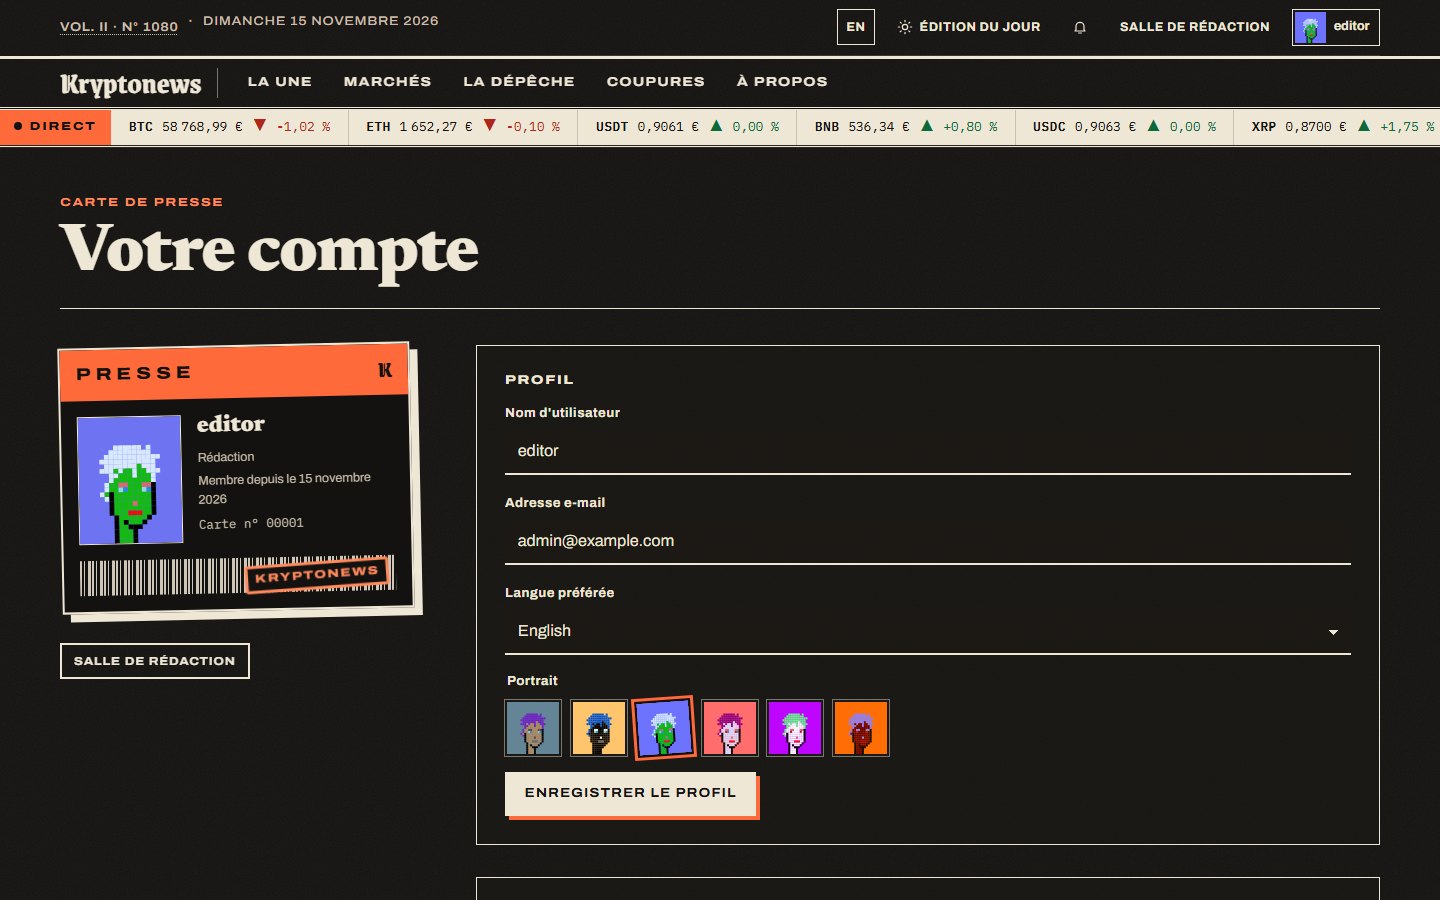 VOL. II · N° 1080 · DIMANCHE 15 NOVEMBRE 2026
EN
ÉDITION DU JOUR
SALLE DE RÉDACTION
editor
Kryptonews
LA UNE
MARCHÉS
LA DÉPÊCHE
COUPURES
À PROPOS
DIRECT
BTC 58 768,99 € ▼ -1,02 %
ETH 1 652,27 € ▼ -0,10 %
USDT 0,9061 € ▲ 0,00 %
BNB 536,34 € ▲ +0,80 %
USDC 0,9063 € ▲ 0,00 %
XRP 0,8700 € ▲ +1,75 %
CARTE DE PRESSE
Votre compte
PRESSE
K
editor
Rédaction
Membre depuis le 15 novembre
2026
Carte n° 00001
KRYPTONEWS
SALLE DE RÉDACTION
PROFIL
Nom d'utilisateur
editor
Adresse e-mail
admin@example.com
Langue préférée
English
Portrait
ENREGISTRER LE PROFIL